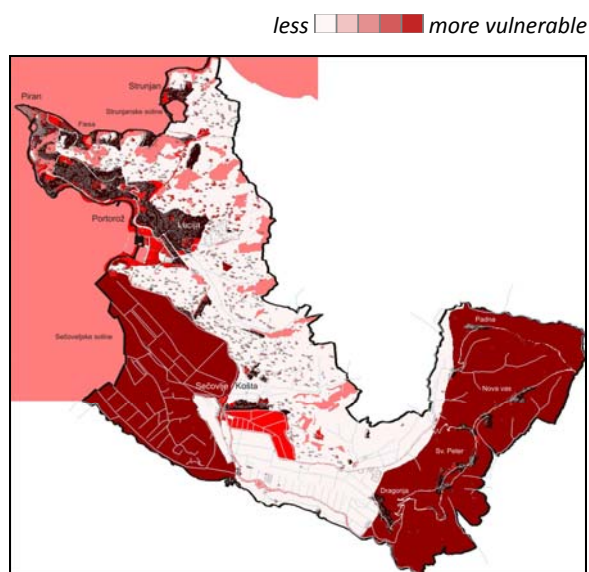 less more vulnerable
Strunjan
Piran
Strunjanske soline
Fiesa
Portorož
Lucija
Sečoveljske soline
Padna
Sečovlje Košta
Nova vas
Sv. Peter
Dragonja